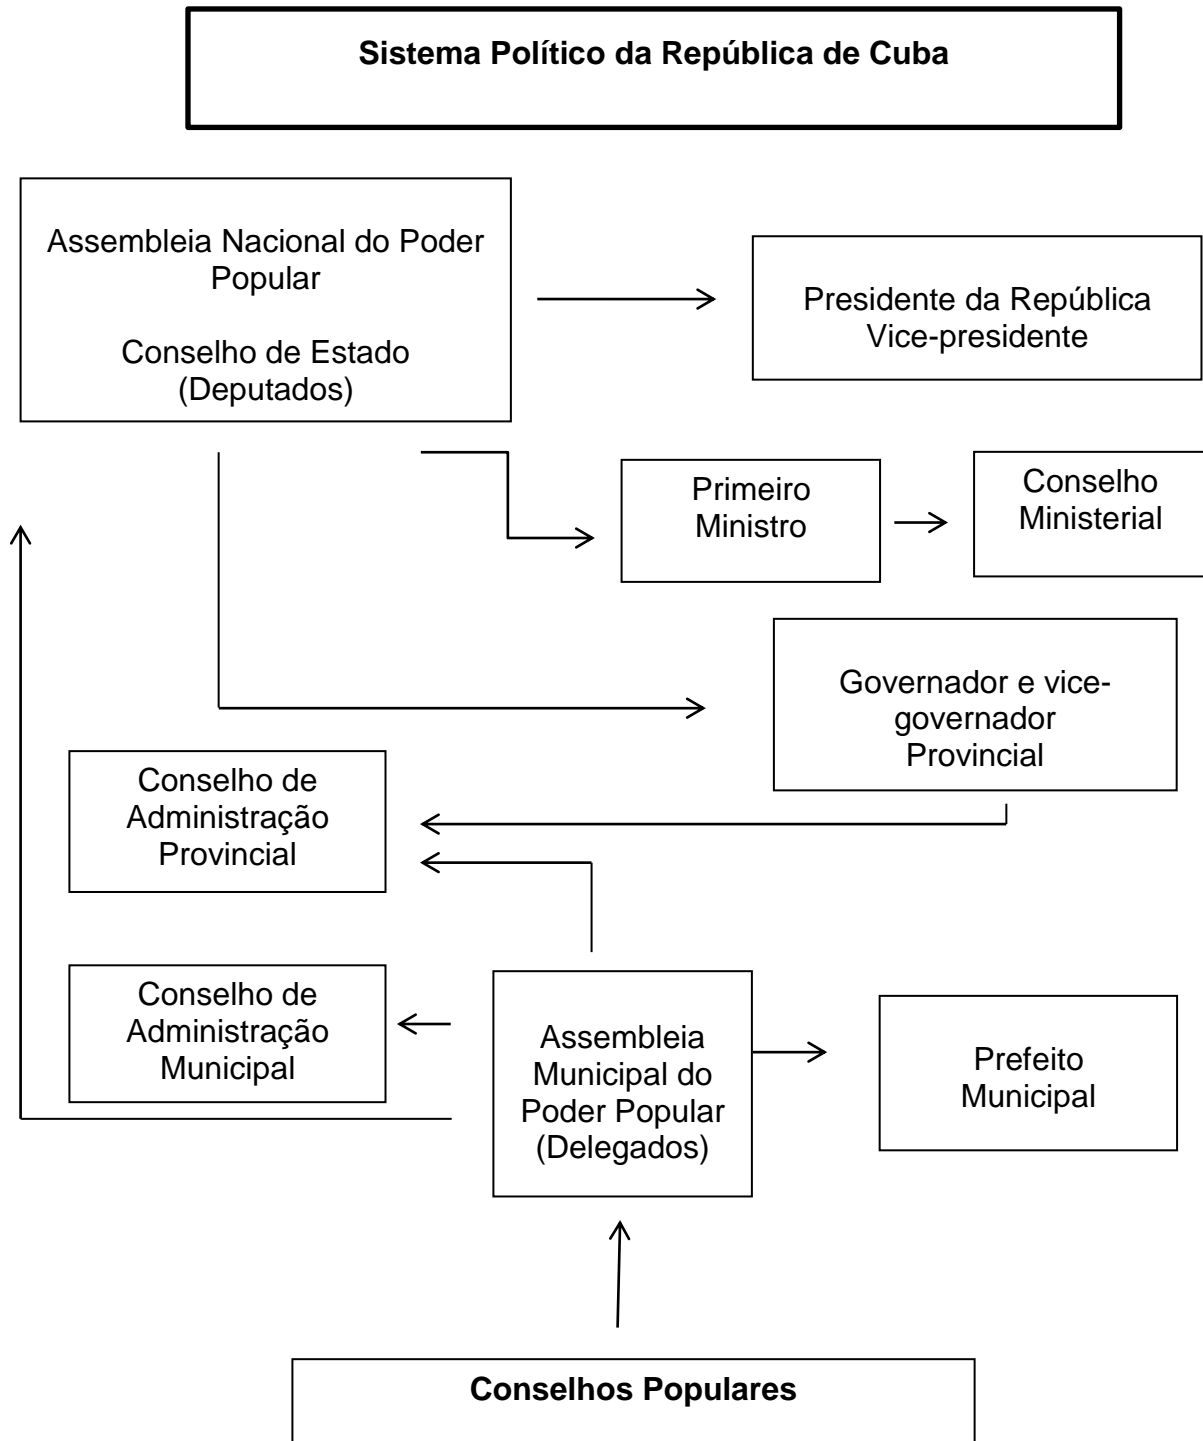 Sistema Político da República de Cuba
Assembleia Nacional do Poder
Popular
Conselho de Estado
(Deputados)
Presidente da República
Vice-presidente
Primeiro
Ministro
Conselho
Ministerial
Governador e vice-
governador
Provincial
Conselho de
Administração
Provincial
Conselho de
Administração
Municipal
Assembleia
Municipal do
Poder Popular
(Delegados)
Prefeito
Municipal
Conselhos Populares